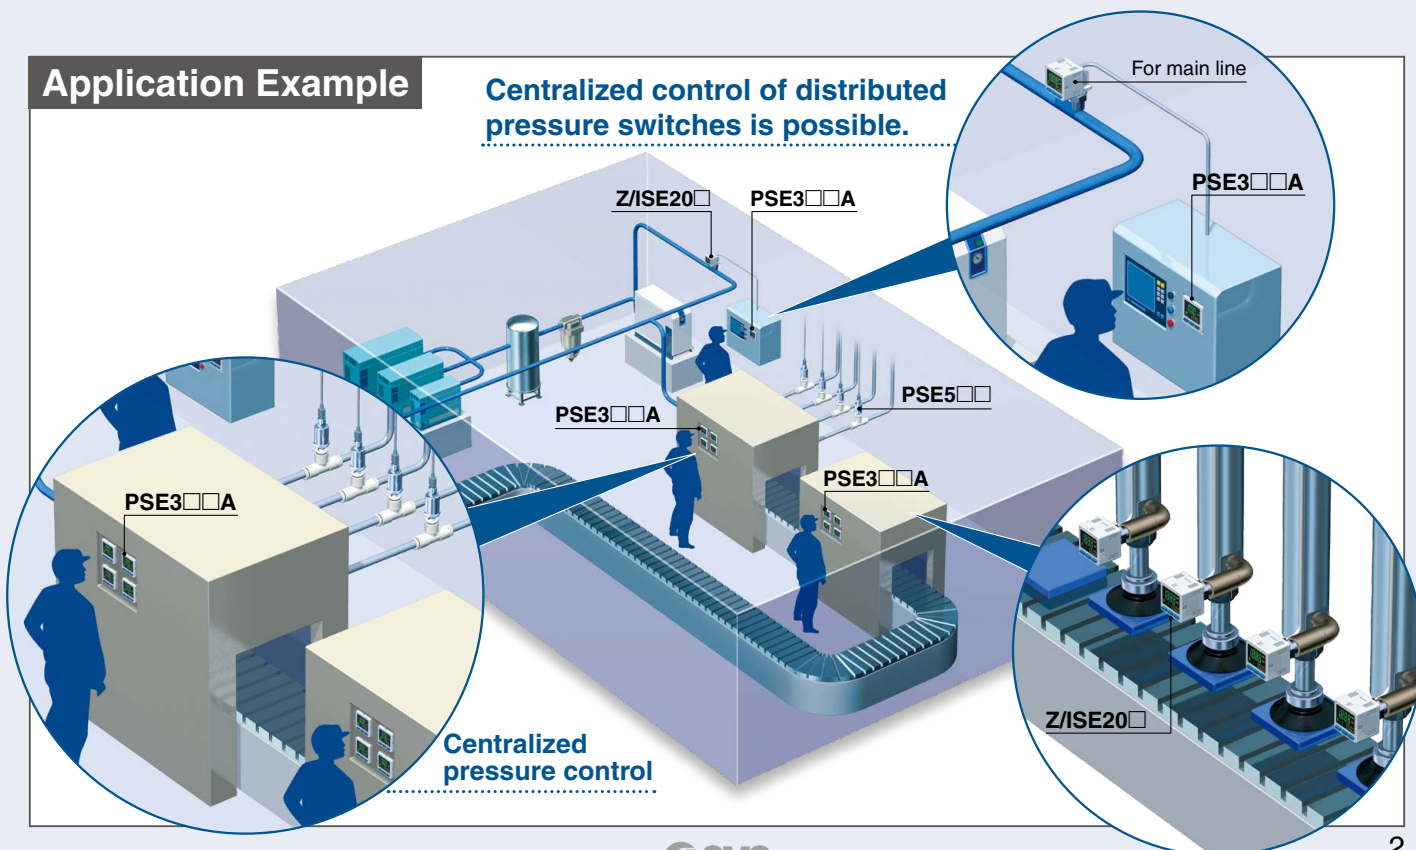 Application Example
Centralized control of distributed
pressure switches is possible.
For main line
PSE3□□A
Z/ISE20□
PSE3□□A
PSE5□□
PSE3□□A
PSE3□□A
PSE3□□A
Z/ISE20□
Centralized
pressure control
2